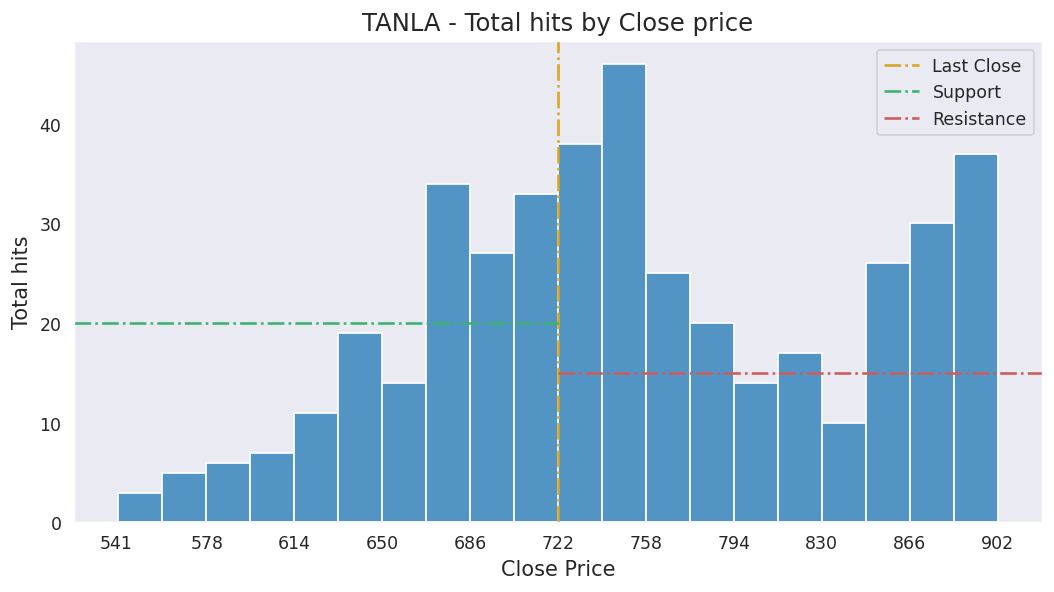 TANLA - Total hits by Close price
Last Close
Support
Resistance
Total hits
40
30
20
10
0
541 578 614 650 686 722 758 794 830 866 902
Close Price